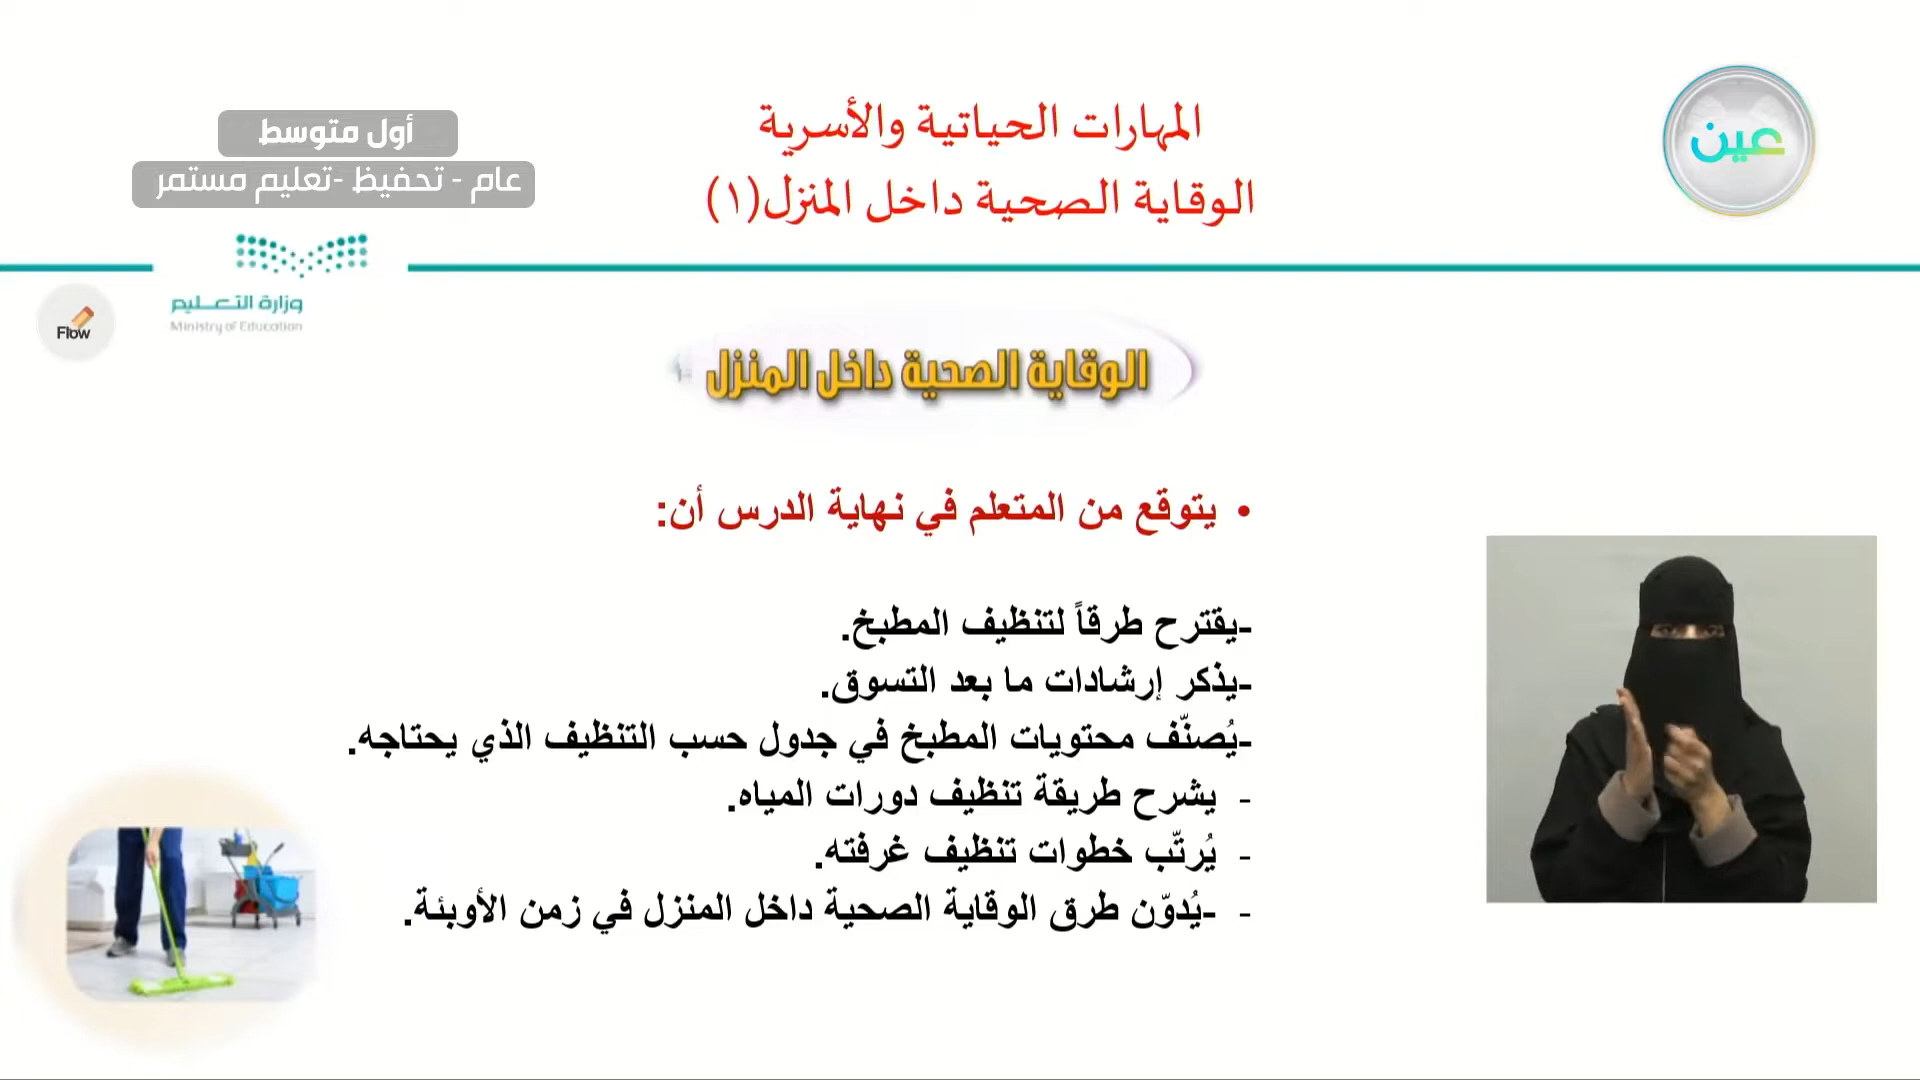 المهارات الحياتية والأسرية
الوقاية الصحية داخل المنزل(١)
عين
أول متوسط
عام - تحفيظ -تعليم مستمر
وزارة التعليم
Ministry of Education
Flow
الوقاية الصحية داخل المنزل
• يتوقع من المتعلم في نهاية الدرس أن:
-يقترح طرقاً لتنظيف المطبخ.
-يذكر إرشادات ما بعد التسوق.
-يُصنّف محتويات المطبخ في جدول حسب التنظيف الذي يحتاجه.
- يشرح طريقة تنظيف دورات المياه.
- يُرتّب خطوات تنظيف غرفته.
- -يُدوّن طرق الوقاية الصحية داخل المنزل في زمن الأوبئة.